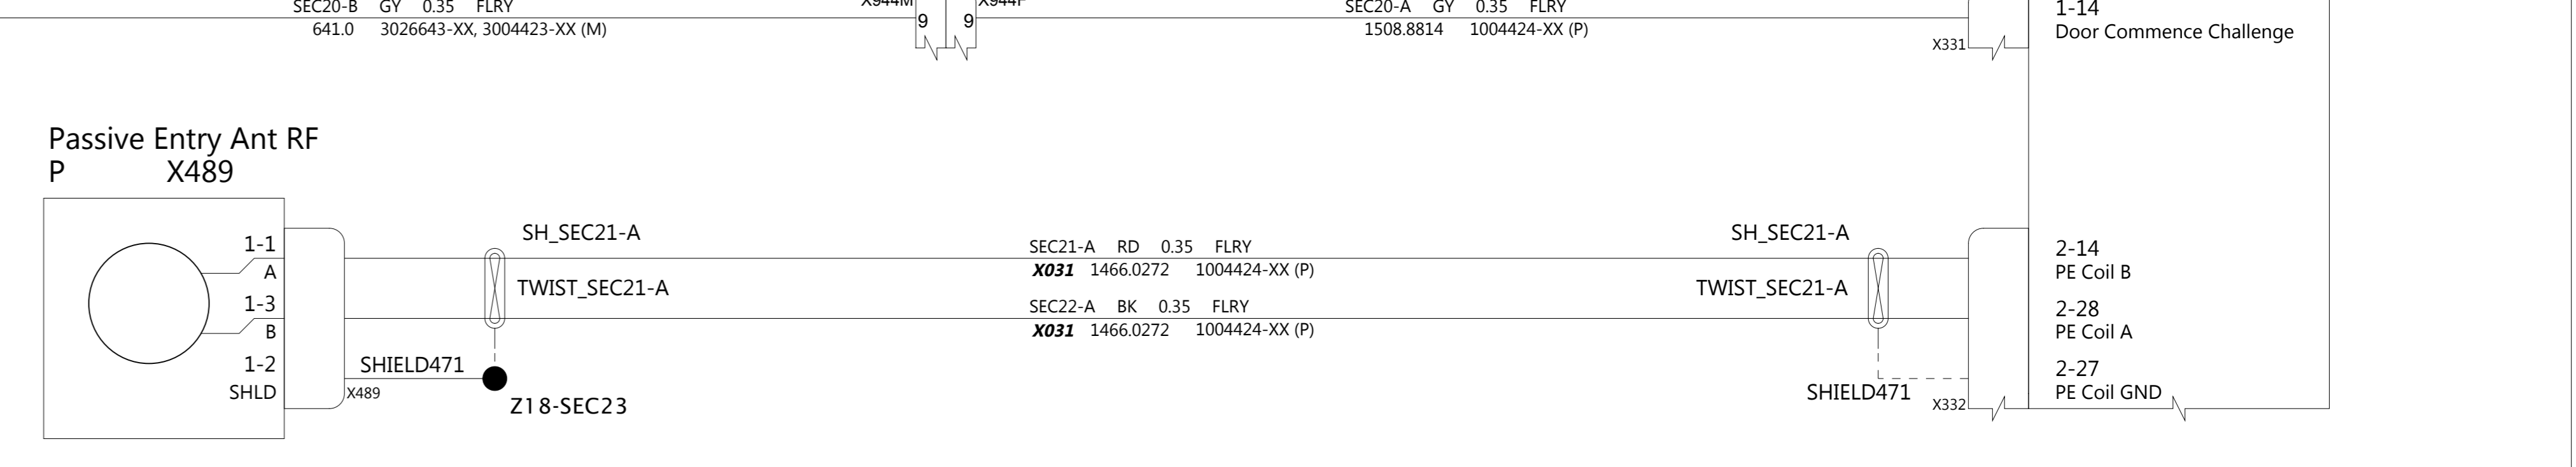 SEC20-B GY 0.35 FLRY
641.0 3026643-XX, 3004423-XX (M)
X944M
X944F
9 9
SEC20-A GY 0.35 FLRY
1508.8814 1004424-XX (P)
X331
1-14
Door Commence Challenge
Passive Entry Ant RF
P X489
1-1
A
1-3
B
1-2
SHLD
X489
SHIELD471
SH_SEC21-A
TWIST_SEC21-A
Z18-SEC23
SEC21-A RD 0.35 FLRY
X031 1466.0272 1004424-XX (P)
SEC22-A BK 0.35 FLRY
X031 1466.0272 1004424-XX (P)
SH_SEC21-A
TWIST_SEC21-A
SHIELD471
X332
2-14
PE Coil B
2-28
PE Coil A
2-27
PE Coil GND